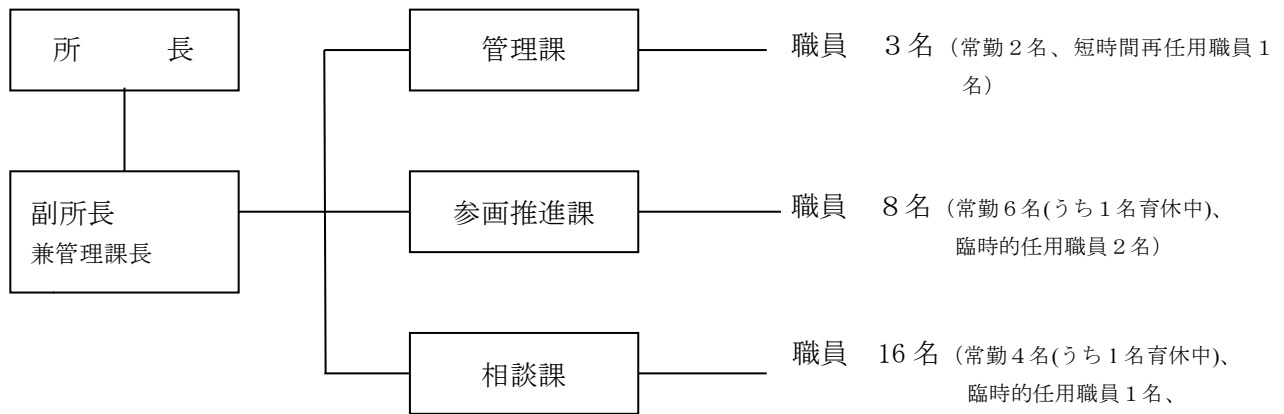 所　　　長
管理課
職員　３名（常勤２名、短時間再任用職員１
名）
副所長
兼管理課長
参画推進課
職員　８名（常勤６名(うち１名育休中)、
臨時的任用職員２名）
相談課
職員　16名（常勤４名(うち１名育休中)、
臨時的任用職員１名、